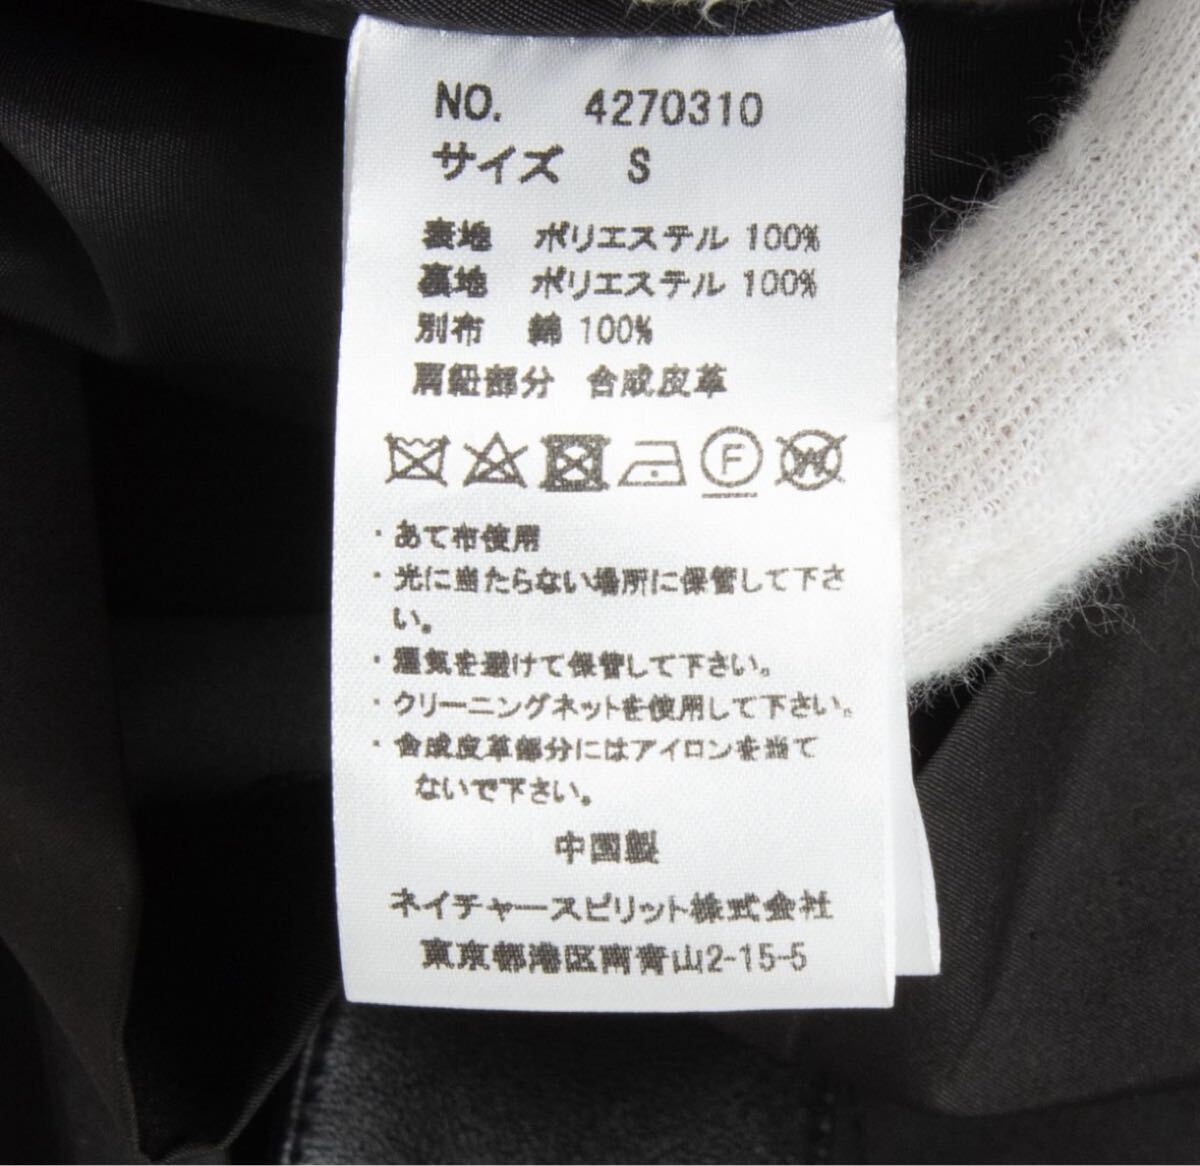 NO. 4270310
サイズ S
表地 ポリエステル 100%
裏地 ポリエステル 100%
別布 綿 100%
肩紐部分 合成皮革
F W
・あて布使用
・光に当たらない場所に保管して下さ
い。
・湿気を避けて保管して下さい。
・クリーニングネットを使用して下さい。
・合成皮革部分にはアイロンを当て
ないで下さい。
中国製
ネイチャースピリット株式会社
東京都港区南青山2-15-5